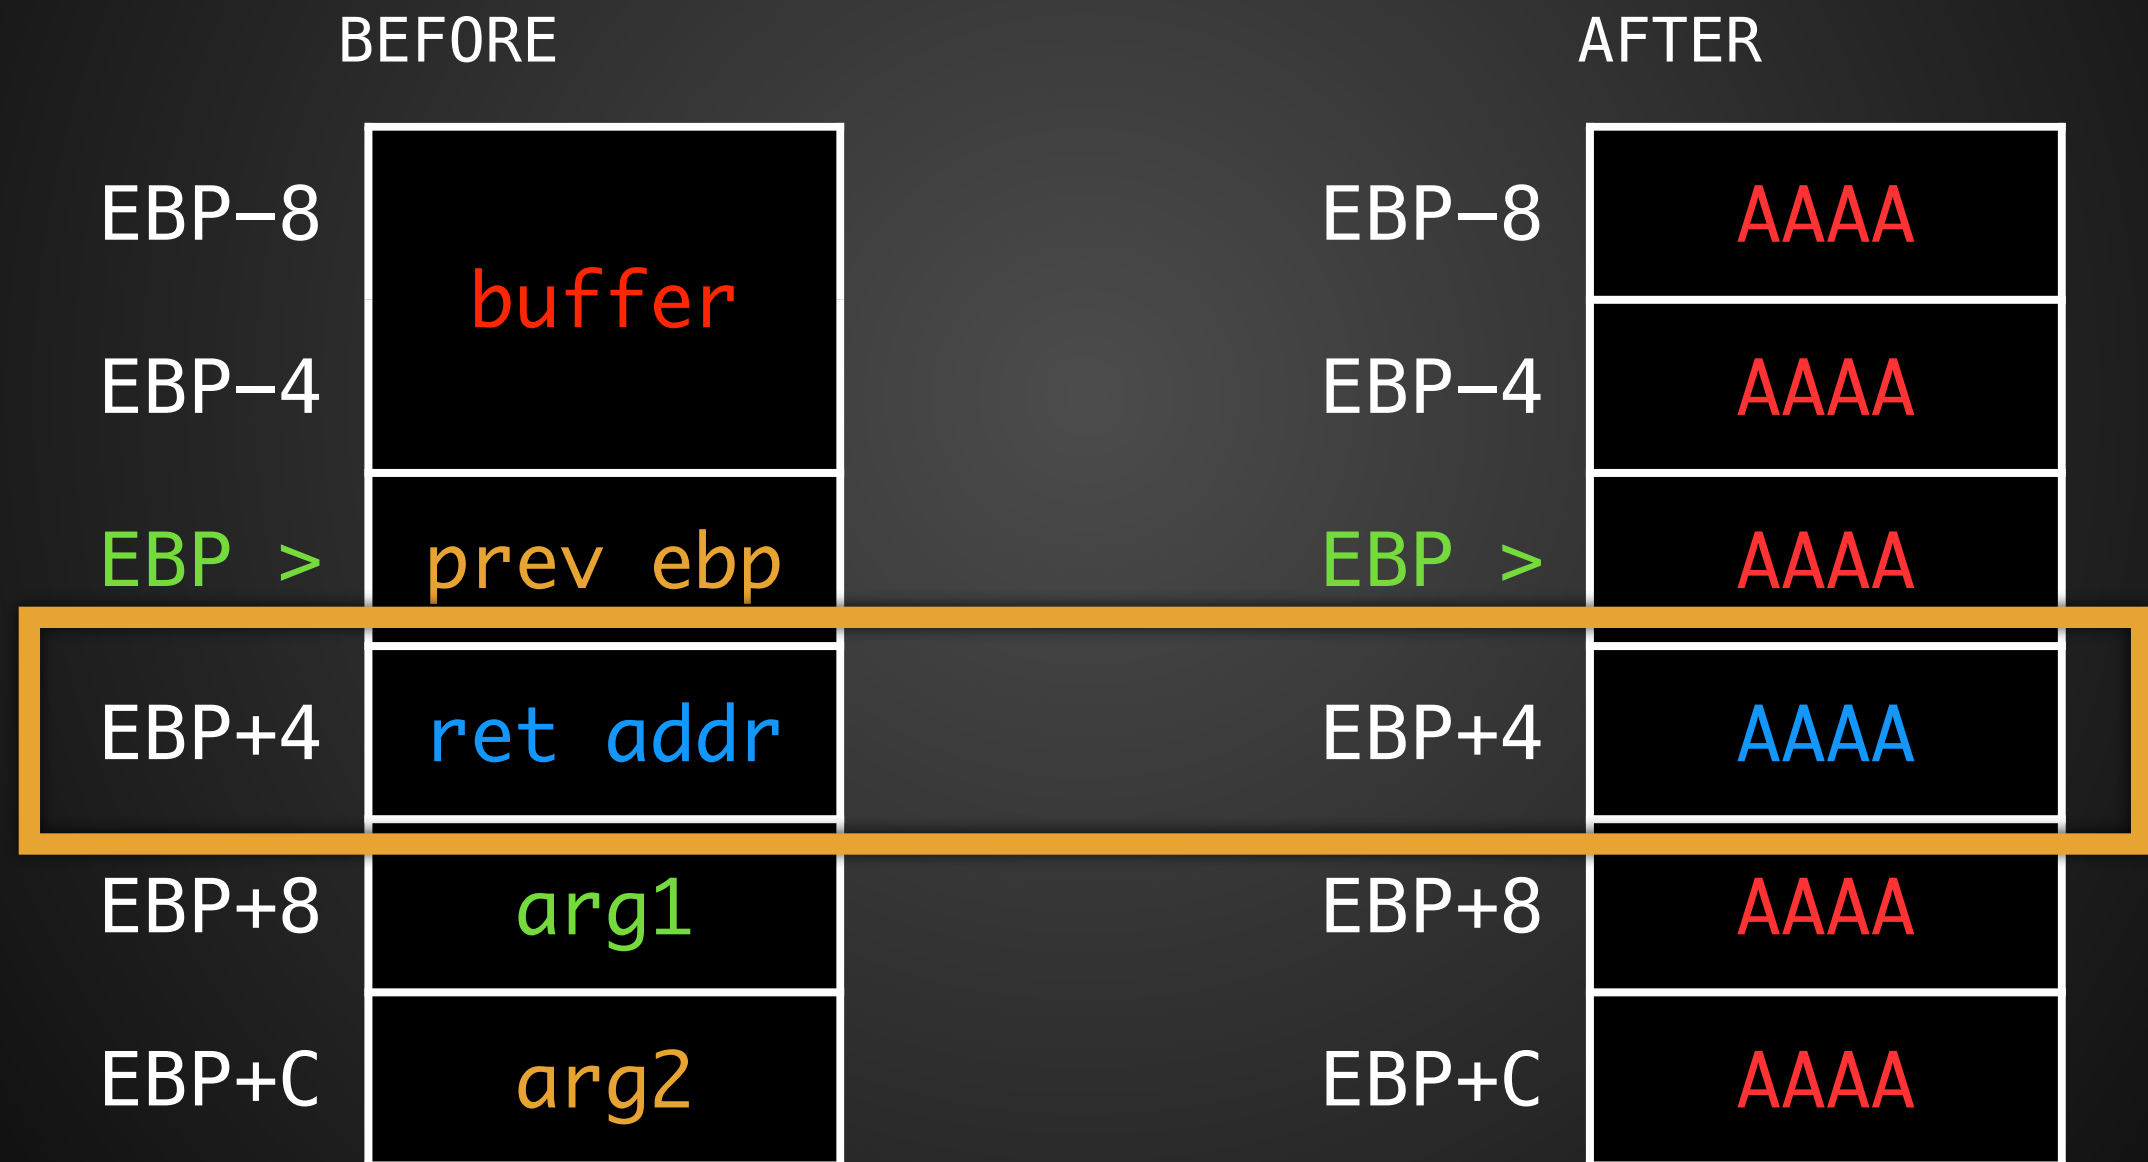 BEFORE AFTER
EBP-8 EBP-8 AAAA
buffer
EBP-4 EBP-4 AAAA
EBP > prev ebp EBP > AAAA
EBP+4 ret addr EBP+4 AAAA
EBP+8 arg1 EBP+8 AAAA
EBP+C arg2 EBP+C AAAA